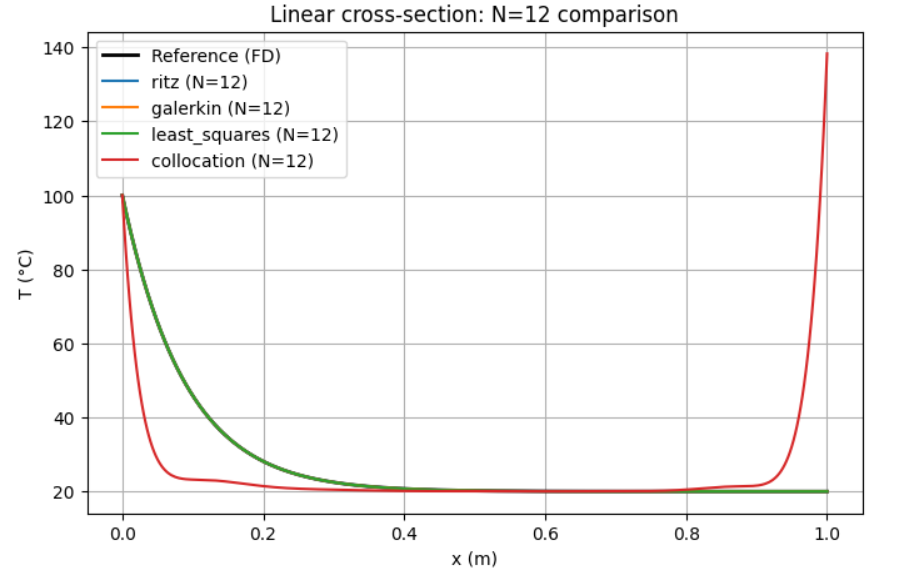 Linear cross-section: N=12 comparison
Reference (FD)
ritz (N=12)
galerkin (N=12)
least_squares (N=12)
collocation (N=12)
T (°C)
140
120
100
80
60
40
20
0.0 0.2 0.4 0.6 0.8 1.0
x (m)